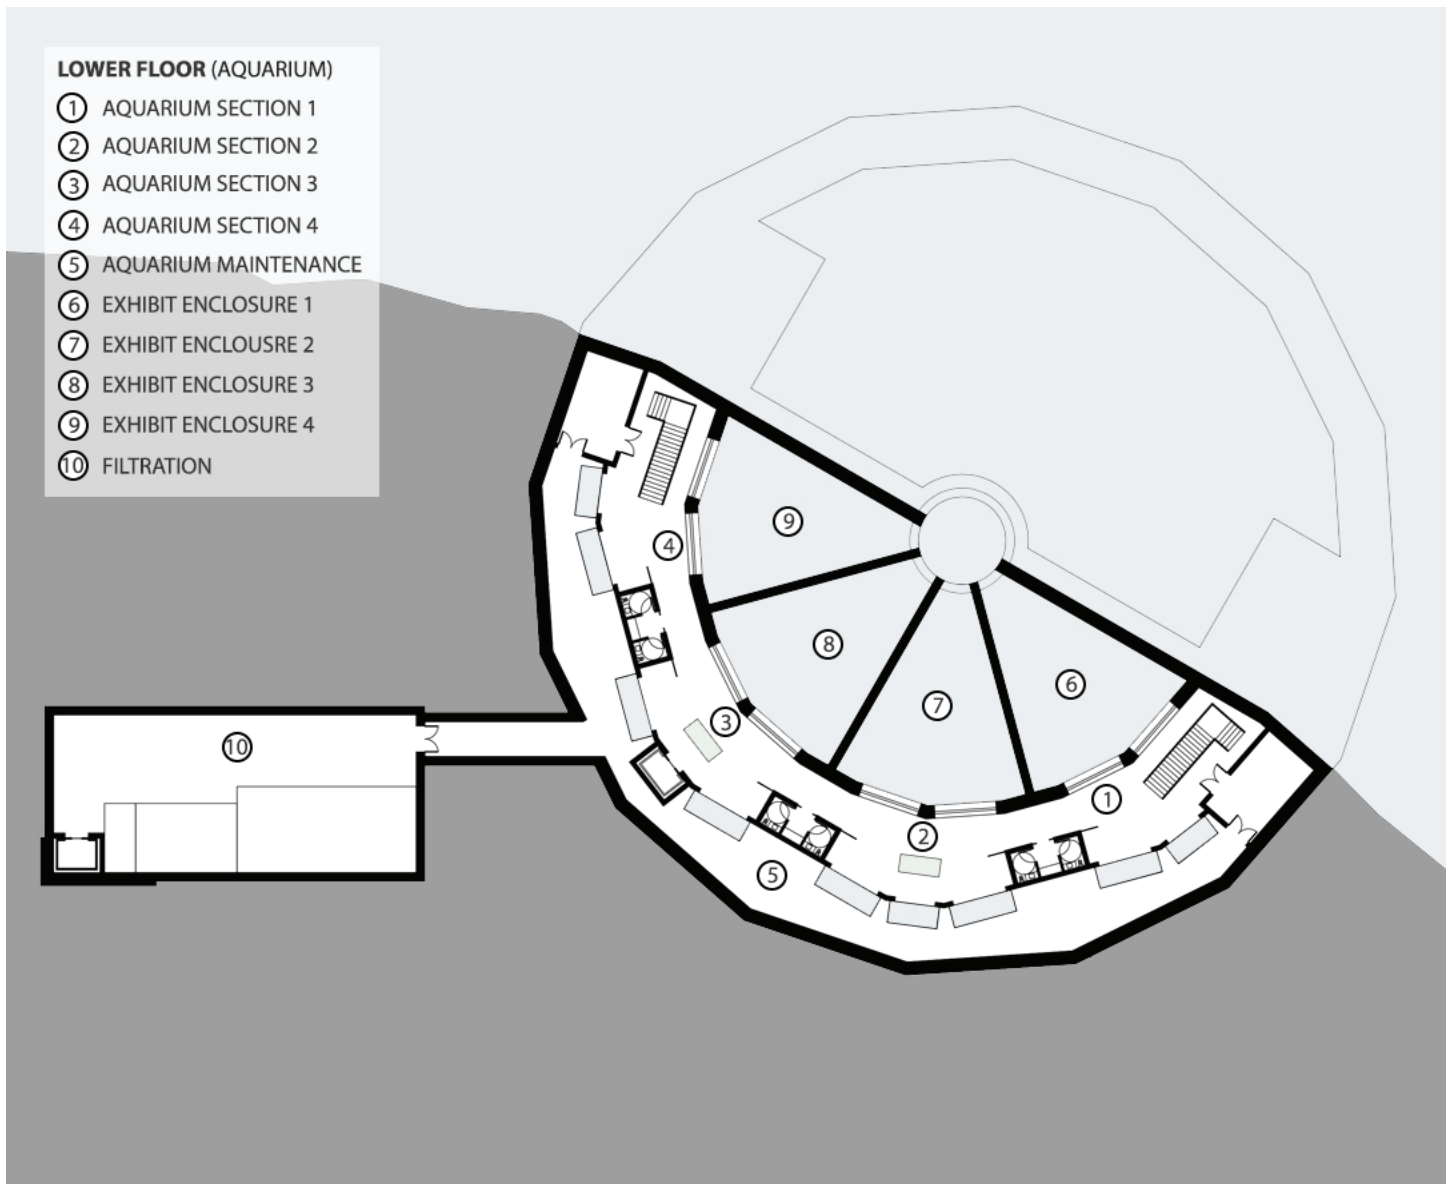 LOWER FLOOR (AQUARIUM)
1 AQUARIUM SECTION 1
2 AQUARIUM SECTION 2
3 AQUARIUM SECTION 3
4 AQUARIUM SECTION 4
5 AQUARIUM MAINTENANCE
6 EXHIBIT ENCLOSURE 1
7 EXHIBIT ENCLOUSRE 2
8 EXHIBIT ENCLOSURE 3
9 EXHIBIT ENCLOSURE 4
10 FILTRATION
9
4
8
6
7
3
10
1
2
5